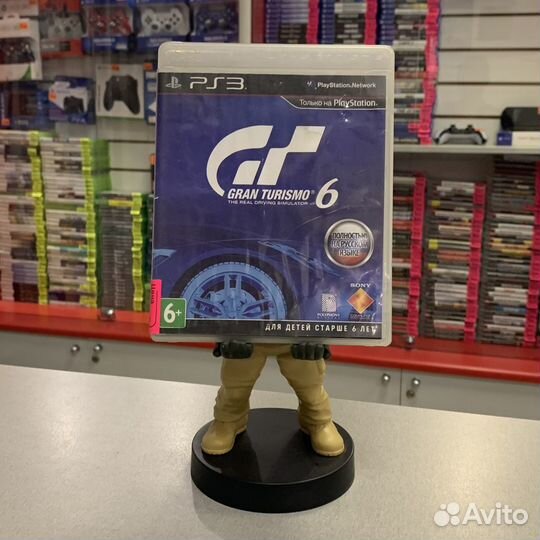 PS3
PlayStation.Network
Только на PlayStation.
GT
GRAN TURISMO 6
THE REAL DRIVING SIMULATOR
ПОЛНОСТЬЮ
НА РУССКОМ
ЯЗЫКЕ
6+
POLYPHONY
SONY
ДЛЯ ДЕТЕЙ СТАРШЕ 6 ЛЕТ
Avito